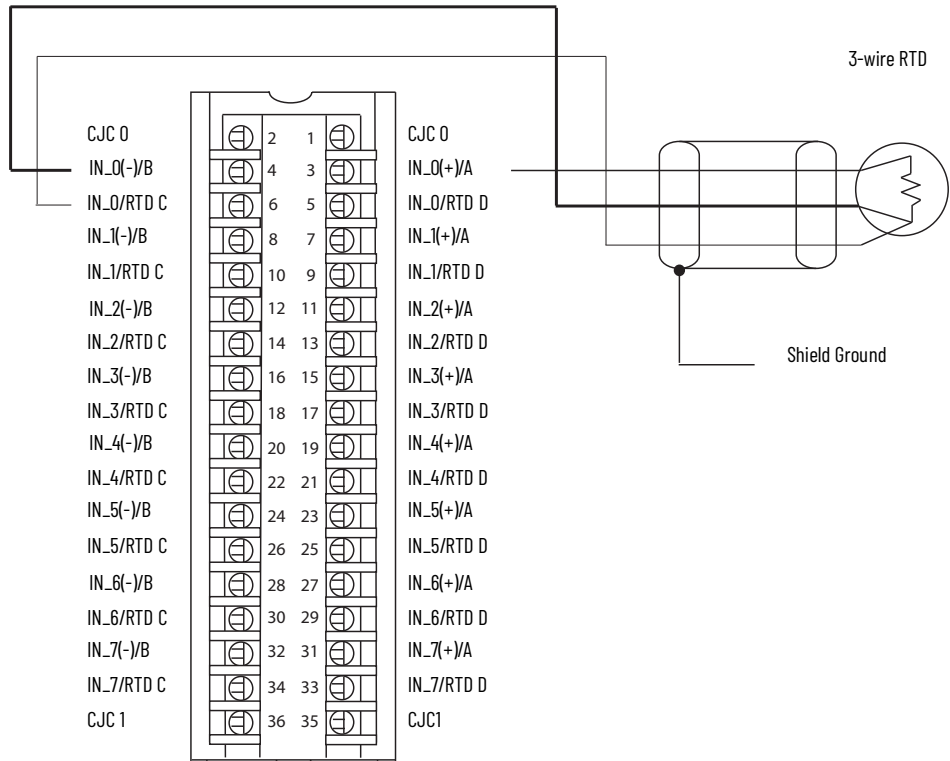 3-wire RTD
CJC 0 2 1 CJC 0
IN_0(-)/B 4 3 IN_0(+)/A
IN_0/RTD C 6 5 IN_0/RTD D
IN_1(-)/B 8 7 IN_1(+)/A
IN_1/RTD C 10 9 IN_1/RTD D
IN_2(-)/B 12 11 IN_2(+)/A
IN_2/RTD C 14 13 IN_2/RTD D
IN_3(-)/B 16 15 IN_3(+)/A
IN_3/RTD C 18 17 IN_3/RTD D
IN_4(-)/B 20 19 IN_4(+)/A
IN_4/RTD C 22 21 IN_4/RTD D
IN_5(-)/B 24 23 IN_5(+)/A
IN_5/RTD C 26 25 IN_5/RTD D
IN_6(-)/B 28 27 IN_6(+)/A
IN_6/RTD C 30 29 IN_6/RTD D
IN_7(-)/B 32 31 IN_7(+)/A
IN_7/RTD C 34 33 IN_7/RTD D
CJC 1 36 35 CJC1
Shield Ground